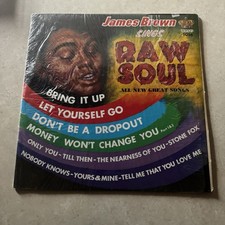 James Brown
SINGS
RAW
SOUL
ALL NEW GREAT SONGS
BRING IT UP
LET YOURSELF GO
DON'T BE A DROPOUT
MONEY WON'T CHANGE YOU
ONLY YOU - TILL THEN - THE NEARNESS OF YOU - STONE FOX
NOBODY KNOWS - YOURS & MINE - TELL ME THAT YOU LOVE ME